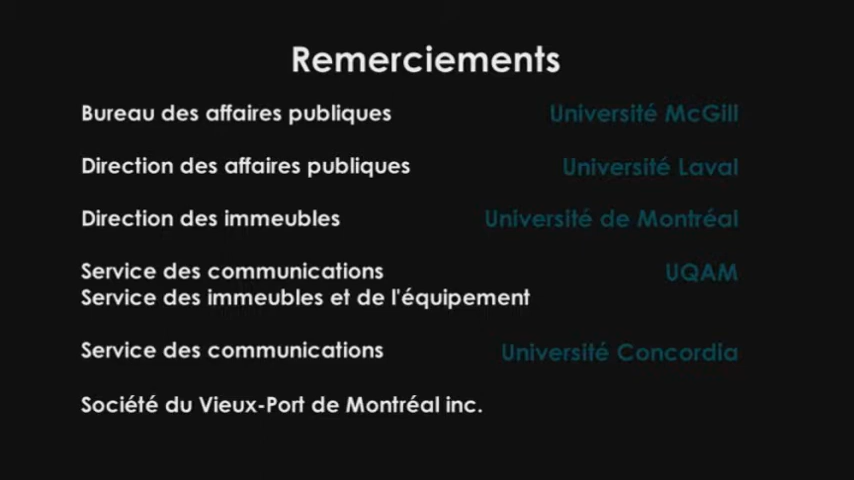 Remerciements
Bureau des affaires publiques Université McGill
Direction des affaires publiques Université Laval
Direction des immeubles Université de Montréal
Service des communications UQAM
Service des immeubles et de l'équipement
Service des communications Université Concordia
Société du Vieux-Port de Montréal inc.